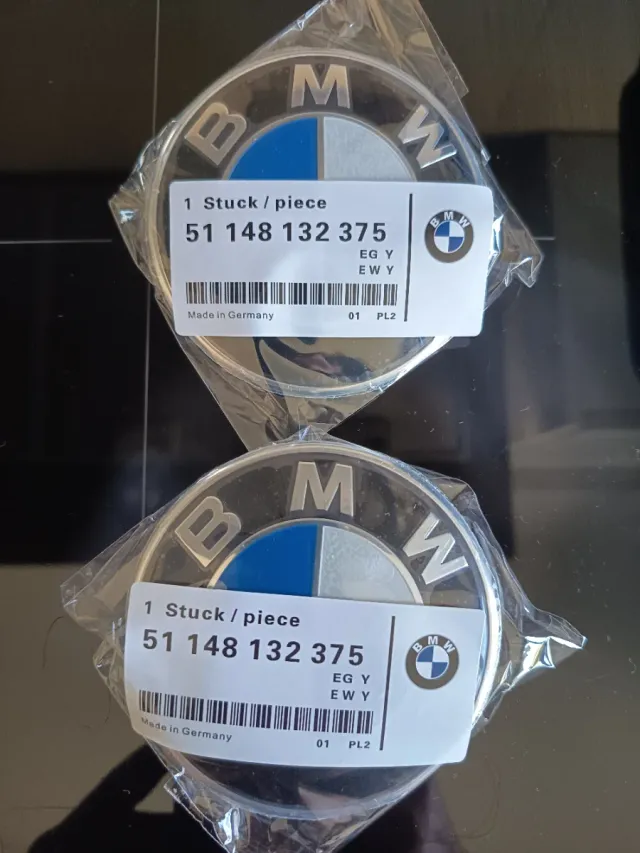 BMW
1 Stuck / piece
51 148 132 375
EG Y
EW Y
Made in Germany
01 PL2
BMW
BMW
1 Stuck / piece
51 148 132 375
EG Y
EW Y
Made in Germany
01 PL2
BMW